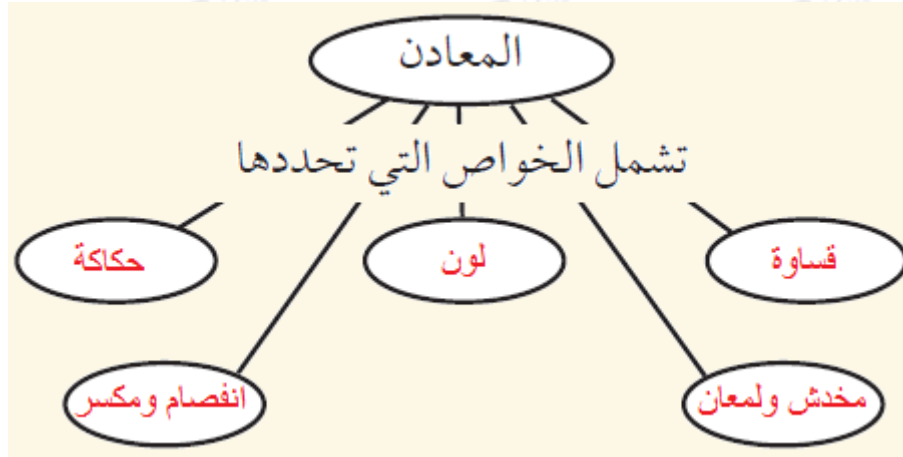 المعادن
تشمل الخواص التي تحددها
قساوة
لون
حكاكة
مخدش ولمعان
انفصام ومكسر